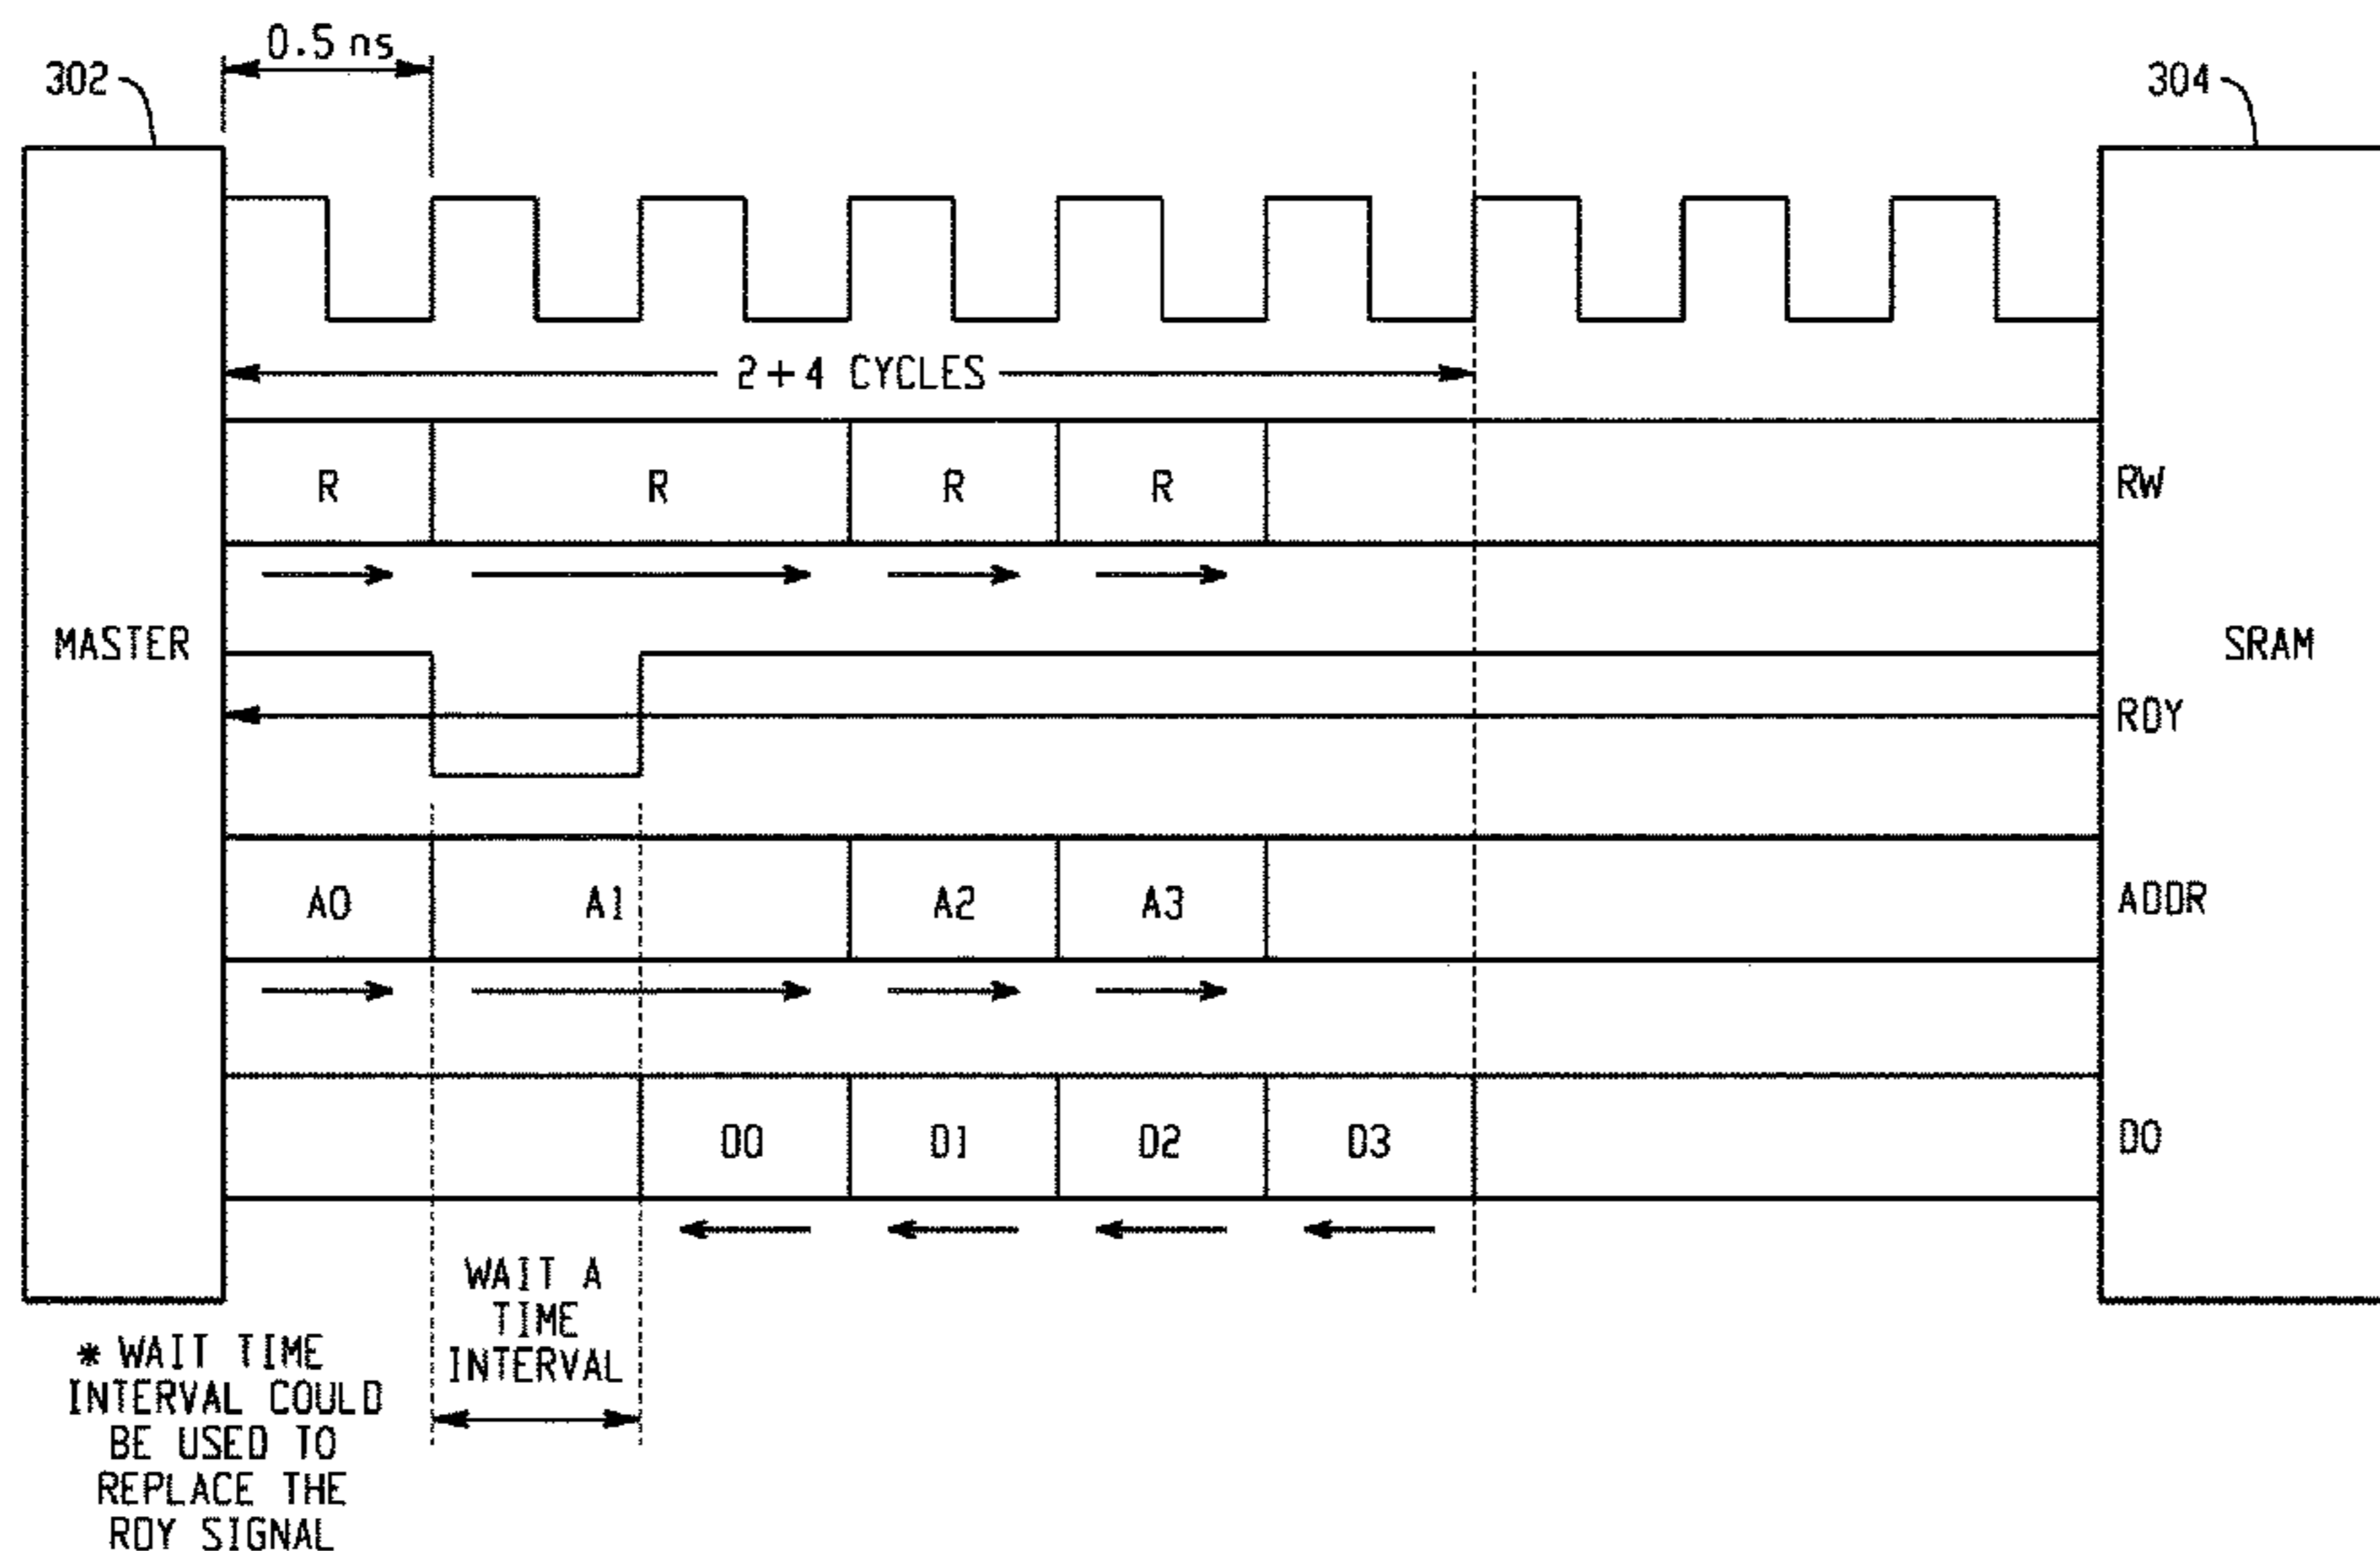 0.5 ns
302
304
2+4 CYCLES
R R R R
RW
MASTER
SRAM
RDY
A0 A1 A2 A3
ADDR
D0 D1 D2 D3
DO
WAIT A
TIME
INTERVAL
* WAIT TIME
INTERVAL COULD
BE USED TO
REPLACE THE
RDY SIGNAL